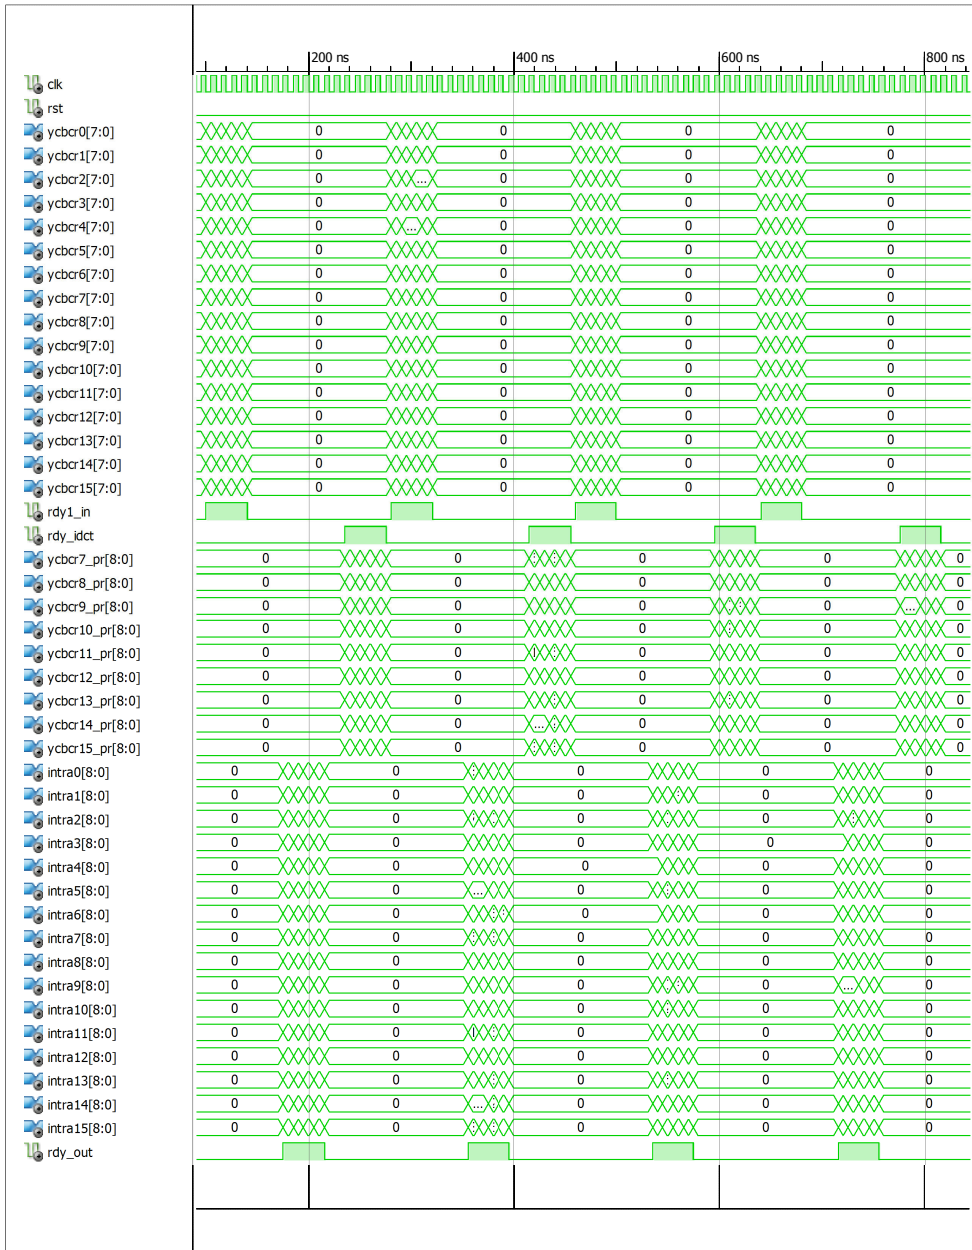 200 ns 400 ns 600 ns 800 ns
clk
rst
ycbcr0[7:0] 0 0 0 0
ycbcr1[7:0] 0 0 0 0
ycbcr2[7:0] 0 ... 0 0 0
ycbcr3[7:0] 0 0 0 0
ycbcr4[7:0] 0 ... 0 0 0
ycbcr5[7:0] 0 0 0 0
ycbcr6[7:0] 0 0 0 0
ycbcr7[7:0] 0 0 0 0
ycbcr8[7:0] 0 0 0 0
ycbcr9[7:0] 0 0 0 0
ycbcr10[7:0] 0 0 0 0
ycbcr11[7:0] 0 0 0 0
ycbcr12[7:0] 0 0 0 0
ycbcr13[7:0] 0 0 0 0
ycbcr14[7:0] 0 0 0 0
ycbcr15[7:0] 0 0 0 0
rdy1_in
rdy_idct
ycbcr7_pr[8:0] 0 0 0 0 0
ycbcr8_pr[8:0] 0 0 0 0 0
ycbcr9_pr[8:0] 0 0 0 0 ... 0
ycbcr10_pr[8:0] 0 0 0 0 0
ycbcr11_pr[8:0] 0 0 0 0 0
ycbcr12_pr[8:0] 0 0 0 0 0
ycbcr13_pr[8:0] 0 0 0 0 0
ycbcr14_pr[8:0] 0 0 ... 0 0 0
ycbcr15_pr[8:0] 0 0 0 0 0
intra0[8:0] 0 0 0 0 0
intra1[8:0] 0 0 0 0 0
intra2[8:0] 0 0 0 0 0
intra3[8:0] 0 0 0 0 0
intra4[8:0] 0 0 0 0 0
intra5[8:0] 0 0 ... 0 0 0
intra6[8:0] 0 0 0 0 0
intra7[8:0] 0 0 0 0 0
intra8[8:0] 0 0 0 0 0
intra9[8:0] 0 0 0 0 ... 0
intra10[8:0] 0 0 0 0 0
intra11[8:0] 0 0 0 0 0
intra12[8:0] 0 0 0 0 0
intra13[8:0] 0 0 0 0 0
intra14[8:0] 0 0 ... 0 0 0
intra15[8:0] 0 0 0 0 0
rdy_out